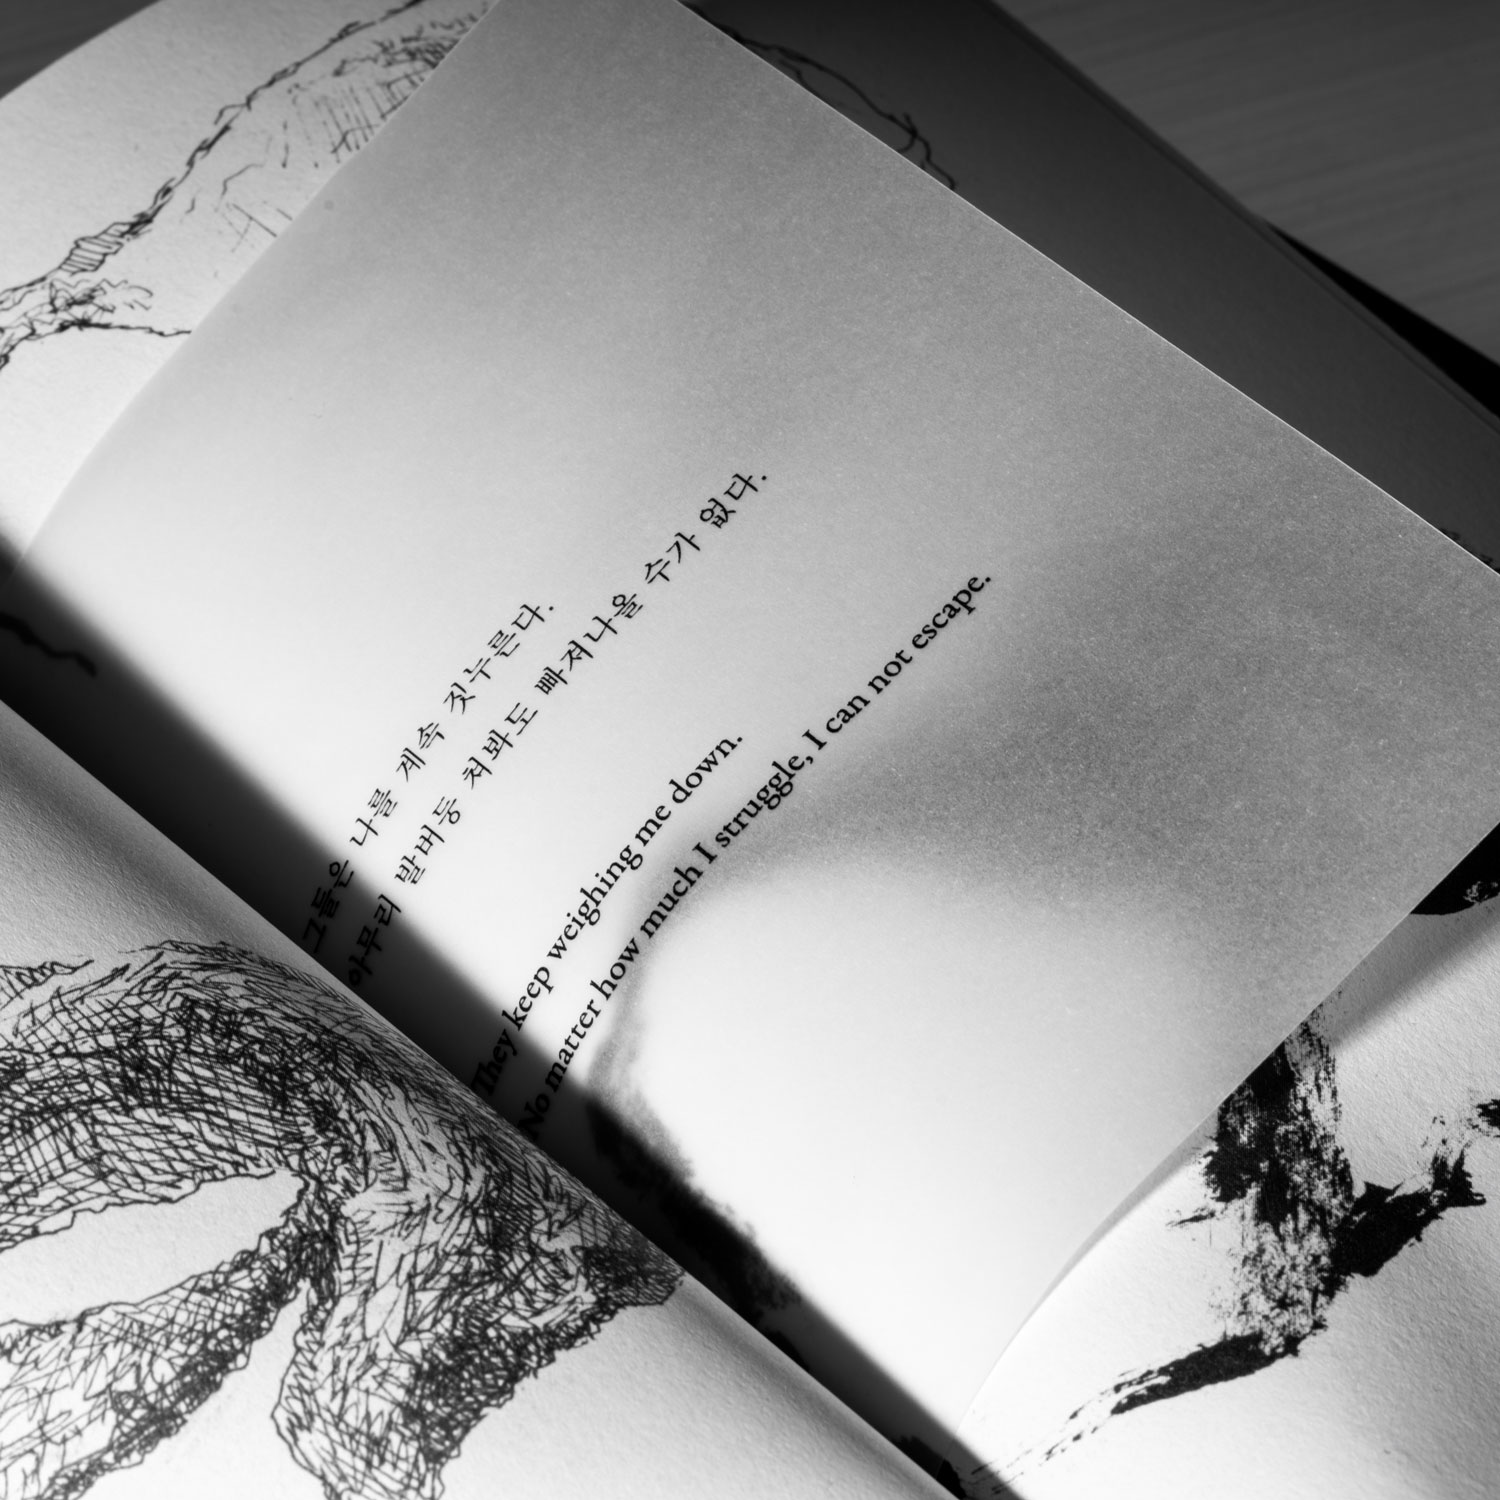 그들은 나를 계속 짓누른다.
아무리 발버둥 쳐봐도 빠져나올 수가 없다.
They keep weighing me down.
No matter how much I struggle, I can not escape.